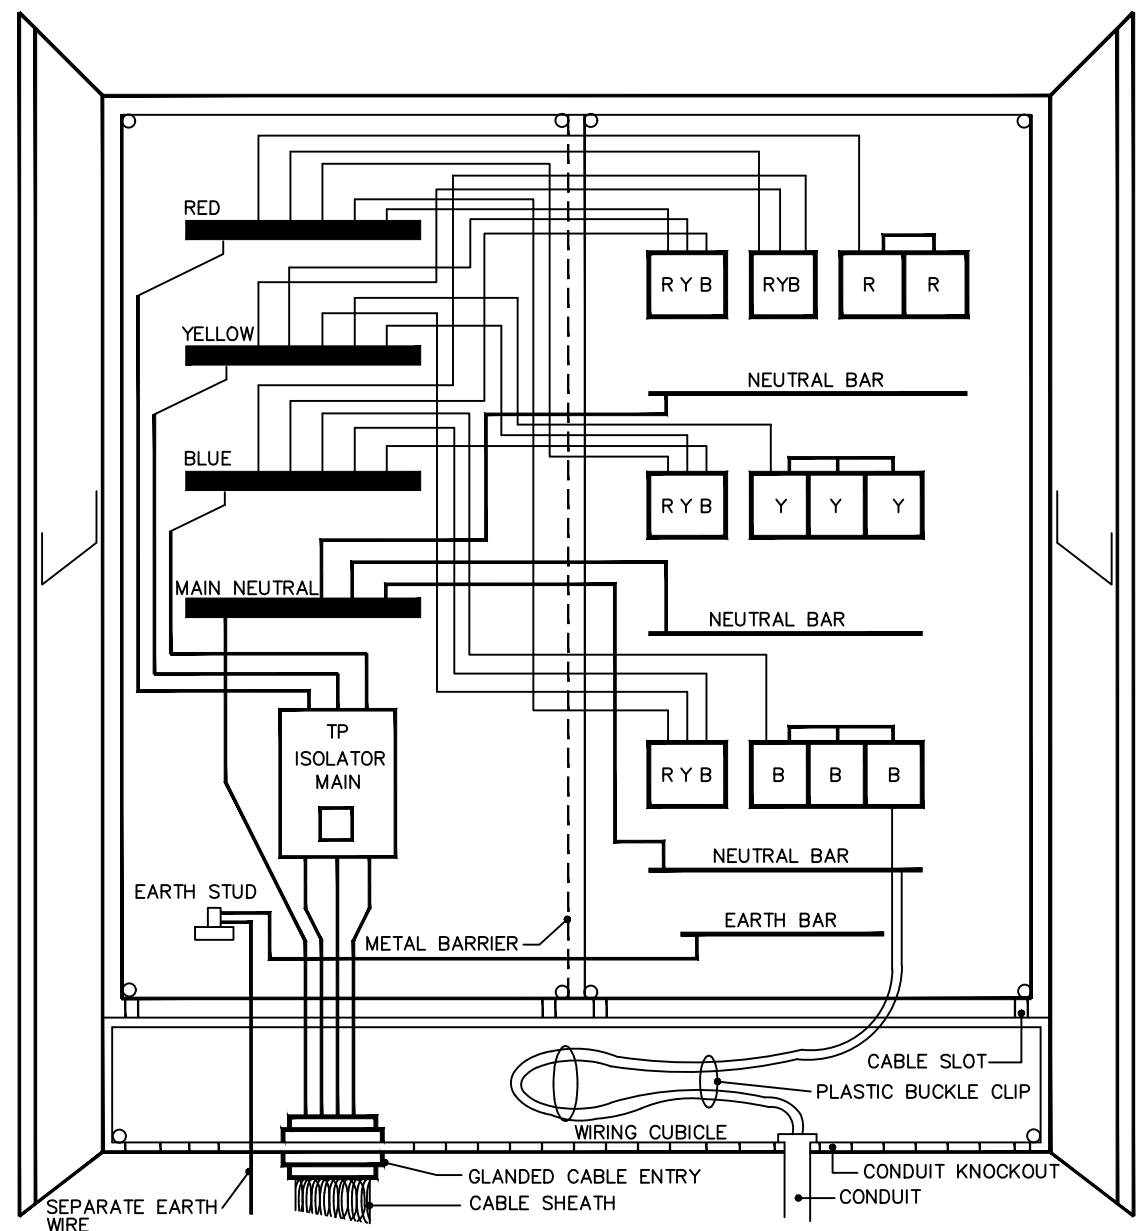 RED
R Y B
RYB
R
R
YELLOW
NEUTRAL BAR
BLUE
R Y B
Y
Y
Y
MAIN NEUTRAL
NEUTRAL BAR
TP
ISOLATOR
MAIN
R Y B
B
B
B
NEUTRAL BAR
EARTH STUD
EARTH BAR
METAL BARRIER
CABLE SLOT
PLASTIC BUCKLE CLIP
WIRING CUBICLE
GLANDED CABLE ENTRY
CONDUIT KNOCKOUT
CABLE SHEATH
CONDUIT
SEPARATE EARTH
WIRE